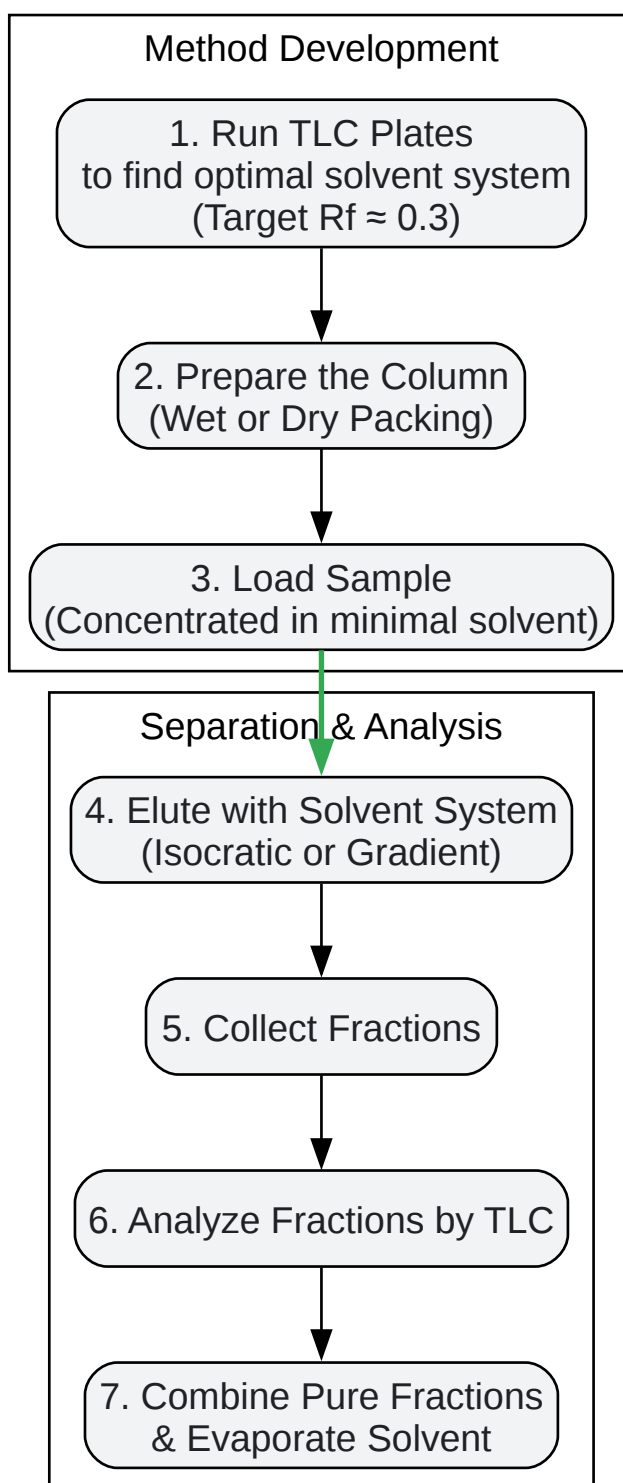 Method Development
1. Run TLC Plates
to find optimal solvent system
(Target Rf ≈ 0.3)
2. Prepare the Column
(Wet or Dry Packing)
3. Load Sample
(Concentrated in minimal solvent)
Separation & Analysis
4. Elute with Solvent System
(Isocratic or Gradient)
5. Collect Fractions
6. Analyze Fractions by TLC
7. Combine Pure Fractions
& Evaporate Solvent